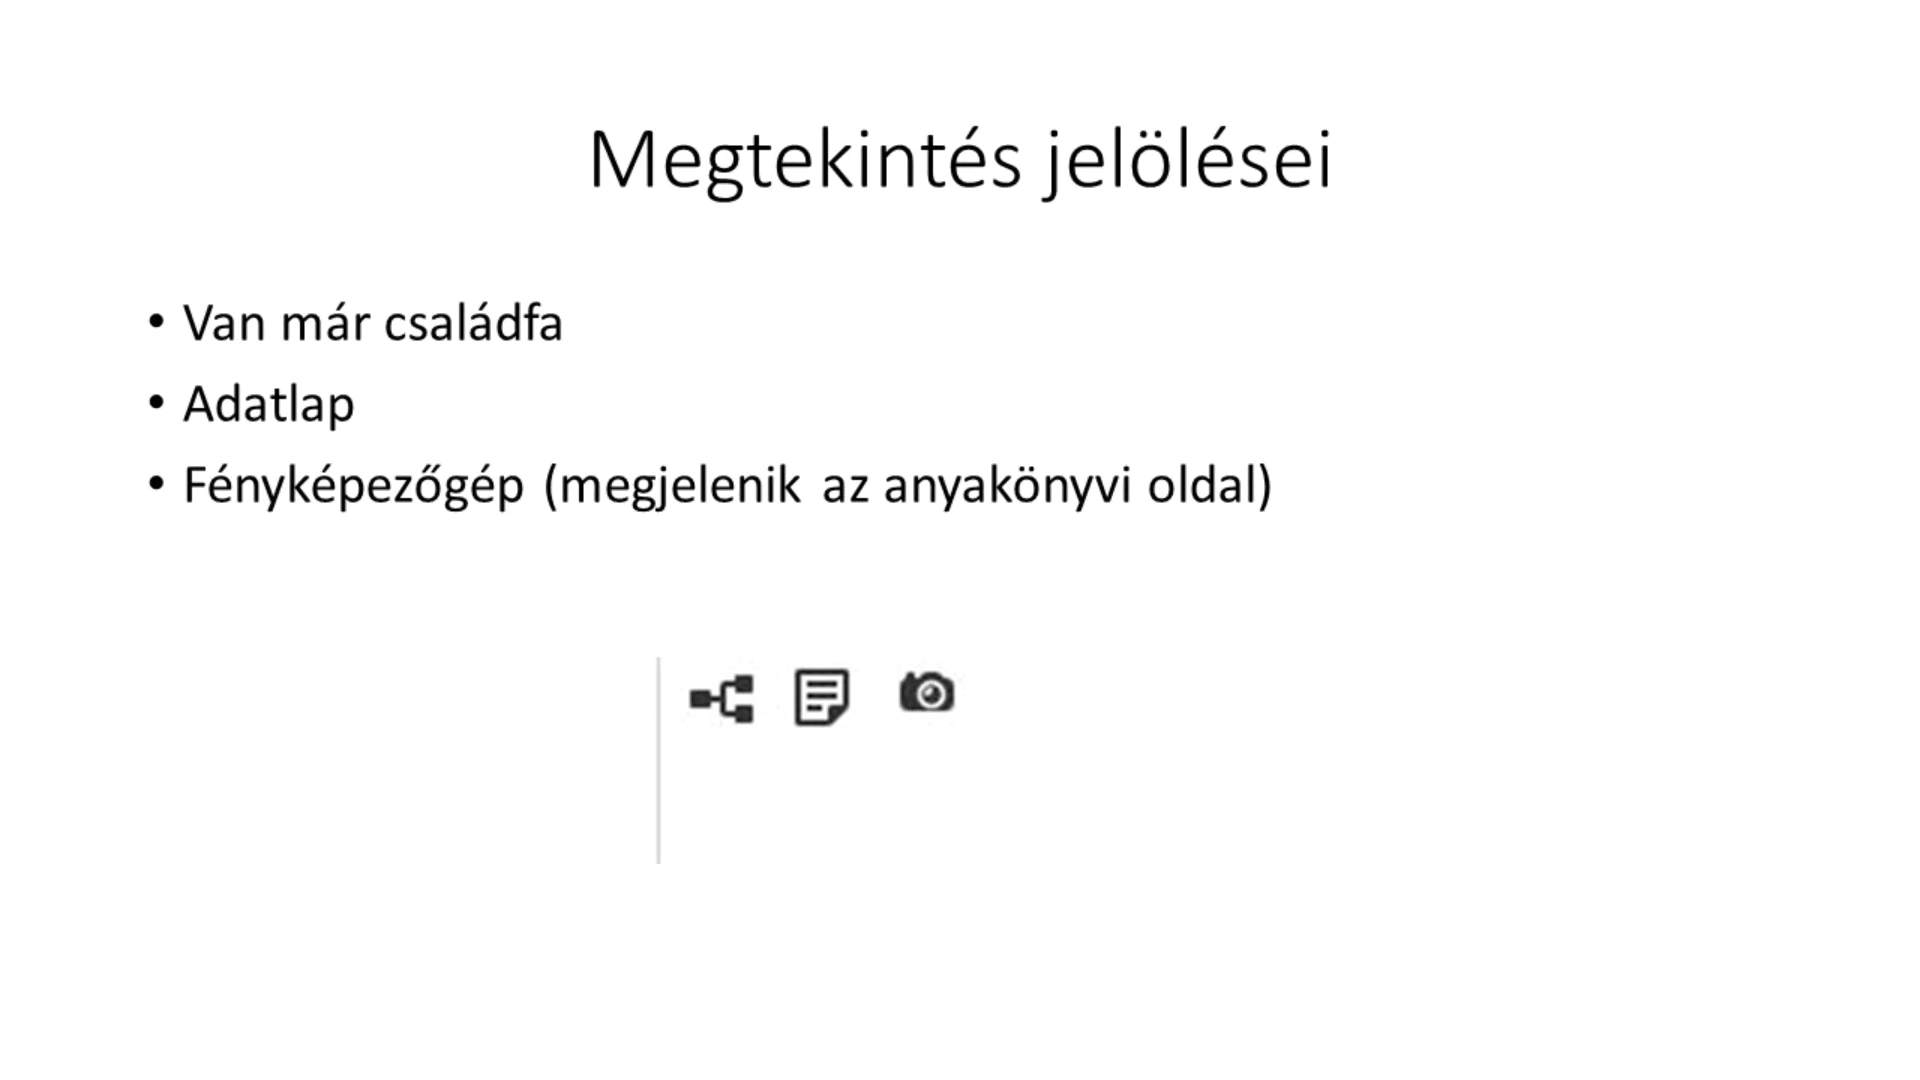 Megtekintés jelölései
• Van már családfa
• Adatlap
• Fényképezőgép (megjelenik az anyakönyvi oldal)